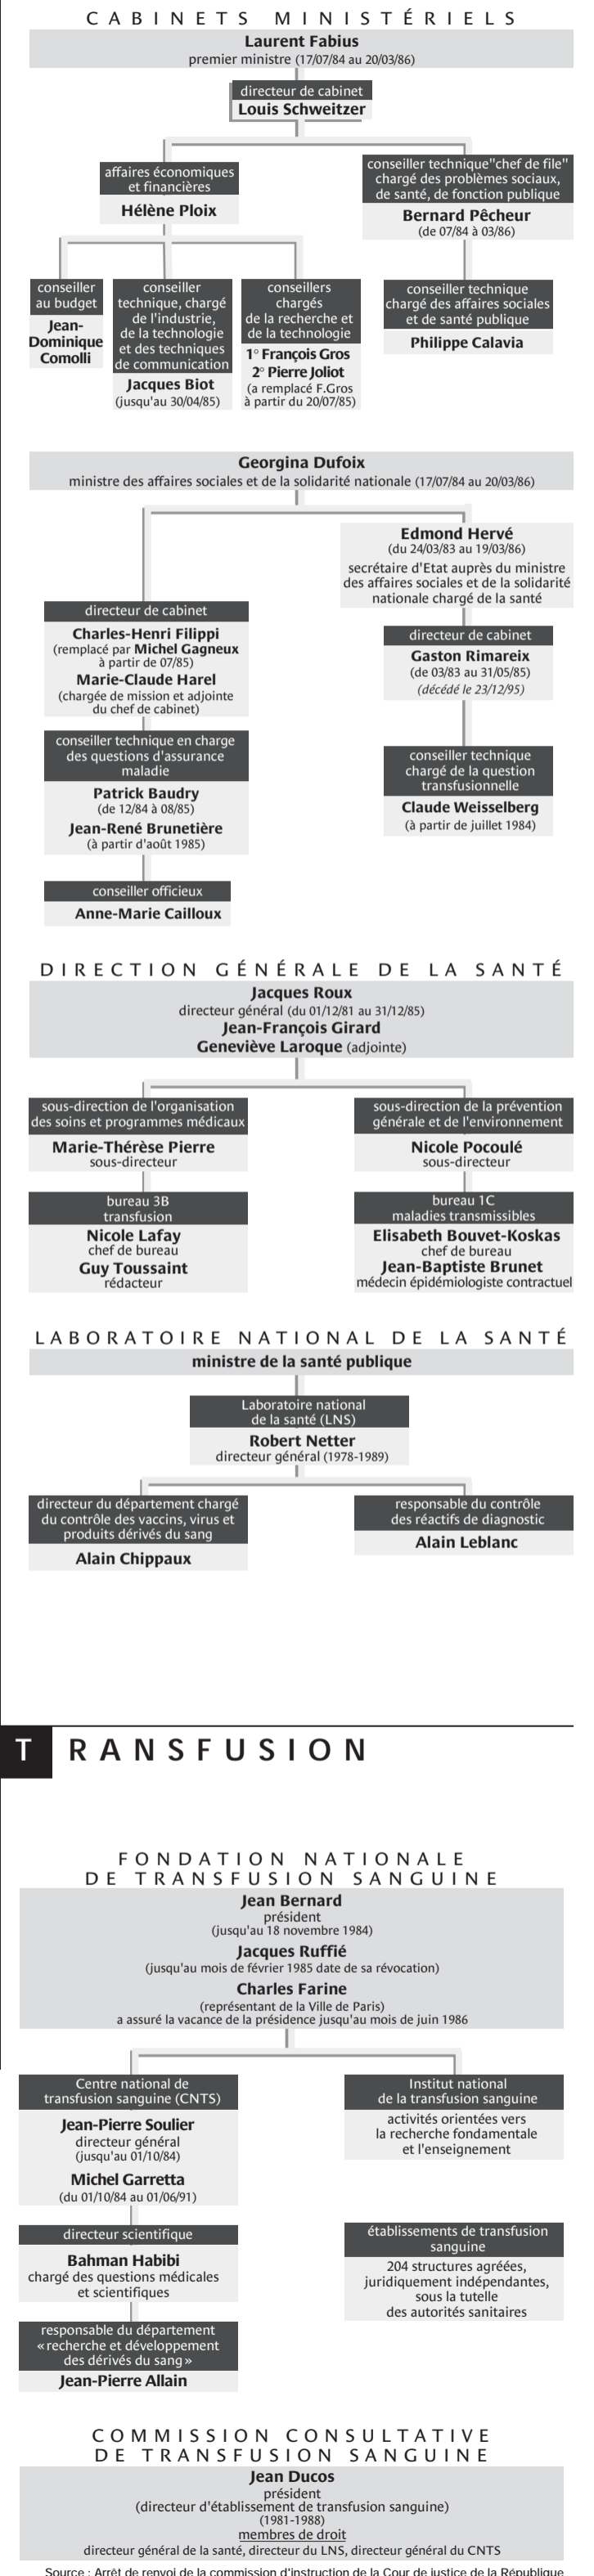 CABINETS MINISTÉRIELS
Laurent Fabius
premier ministre (17/07/84 au 20/03/86)
directeur de cabinet
Louis Schweitzer
affaires économiques
et financières
Hélène Ploix
conseiller technique"chef de file"
chargé des problèmes sociaux,
de santé, de fonction publique
Bernard Pêcheur
(de 07/84 à 03/86)
conseiller
au budget
Jean-
Dominique
Comolli
conseiller
technique, chargé
de l'industrie,
de la technologie
et des techniques
de communication
Jacques Biot
(jusqu'au 30/04/85)
conseillers
chargés
de la recherche et
de la technologie
1° François Gros
2° Pierre Joliot
(a remplacé F.Gros
à partir du 20/07/85)
conseiller technique
chargé des affaires sociales
et de santé publique
Philippe Calavia
Georgina Dufoix
ministre des affaires sociales et de la solidarité nationale (17/07/84 au 20/03/86)
Edmond Hervé
(du 24/03/83 au 19/03/86)
secrétaire d'Etat auprès du ministre
des affaires sociales et de la solidarité
nationale chargé de la santé
directeur de cabinet
Charles-Henri Filippi
(remplacé par Michel Gagneux
à partir de 07/85)
Marie-Claude Harel
(chargée de mission et adjointe
du chef de cabinet)
directeur de cabinet
Gaston Rimareix
(de 03/83 au 31/05/85)
(décédé le 23/12/95)
conseiller technique en charge
des questions d'assurance
maladie
Patrick Baudry
(de 12/84 à 08/85)
Jean-René Brunetière
(à partir d'août 1985)
conseiller technique
chargé de la question
transfusionnelle
Claude Weisselberg
(à partir de juillet 1984)
conseiller officieux
Anne-Marie Cailloux
DIRECTION GÉNÉRALE DE LA SANTÉ
Jacques Roux
directeur général (du 01/12/81 au 31/12/85)
Jean-François Girard
Geneviève Laroque (adjointe)
sous-direction de l'organisation
des soins et programmes médicaux
Marie-Thérèse Pierre
sous-directeur
sous-direction de la prévention
générale et de l'environnement
Nicole Pocoulé
sous-directeur
bureau 3B
transfusion
Nicole Lafay
chef de bureau
Guy Toussaint
rédacteur
bureau 1C
maladies transmissibles
Elisabeth Bouvet-Koskas
chef de bureau
Jean-Baptiste Brunet
médecin épidémiologiste contractuel
LABORATOIRE NATIONAL DE LA SANTÉ
ministre de la santé publique
Laboratoire national
de la santé (LNS)
Robert Netter
directeur général (1978-1989)
directeur du département chargé
du contrôle des vaccins, virus et
produits dérivés du sang
Alain Chippaux
responsable du contrôle
des réactifs de diagnostic
Alain Leblanc
TRANSFUSION
FONDATION NATIONALE
DE TRANSFUSION SANGUINE
Jean Bernard
président
(jusqu'au 18 novembre 1984)
Jacques Ruffié
(jusqu'au mois de février 1985 date de sa révocation)
Charles Farine
(représentant de la Ville de Paris)
a assuré la vacance de la présidence jusqu'au mois de juin 1986
Centre national de
transfusion sanguine (CNTS)
Jean-Pierre Soulier
directeur général
(jusqu'au 01/10/84)
Michel Garretta
(du 01/10/84 au 01/06/91)
Institut national
de la transfusion sanguine
activités orientées vers
la recherche fondamentale
et l'enseignement
directeur scientifique
Bahman Habibi
chargé des questions médicales
et scientifiques
établissements de transfusion
sanguine
204 structures agréées,
juridiquement indépendantes,
sous la tutelle
des autorités sanitaires
responsable du département
«recherche et développement
des dérivés du sang»
Jean-Pierre Allain
COMMISSION CONSULTATIVE
DE TRANSFUSION SANGUINE
Jean Ducos
président
(directeur d'établissement de transfusion sanguine)
(1981-1988)
membres de droit
directeur général de la santé, directeur du LNS, directeur général du CNTS
Source : Arrêt de renvoi de la commission d'instruction de la Cour de justice de la République